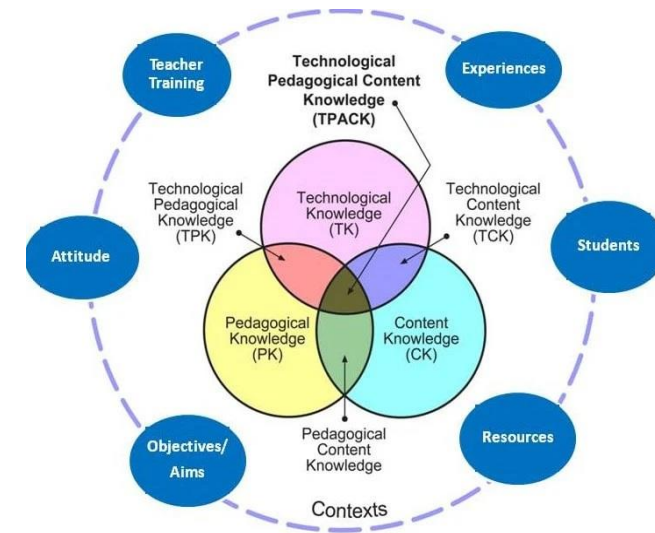 Teacher
Training
Technological
Pedagogical Content
Knowledge
(TPACK)
Experiences
Technological
Pedagogical
Knowledge
(TPK)
Technological
Knowledge
(TK)
Technological
Content
Knowledge
(TCK)
Attitude
Students
Pedagogical
Knowledge
(PK)
Content
Knowledge
(CK)
Objectives/
Aims
Pedagogical
Content
Knowledge
Resources
Contexts